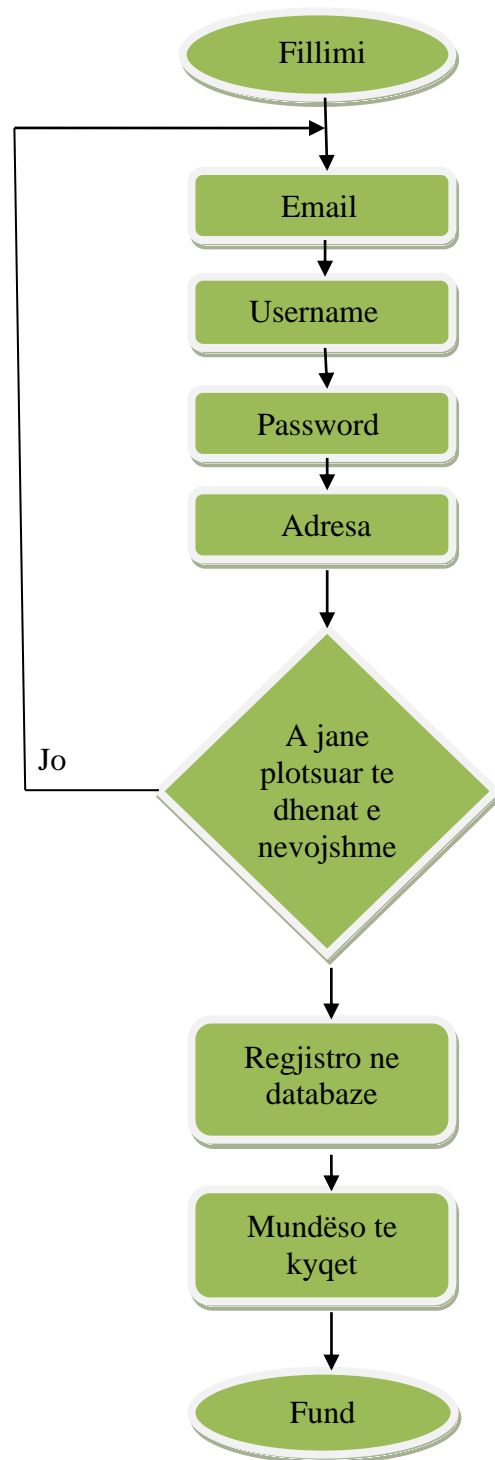 Fillimi
Email
Username
Password
Adresa
A jane
plotsuar te
dhenat e
nevojshme
Jo
Regjistro ne
databaze
Mundëso te
kyqet
Fund